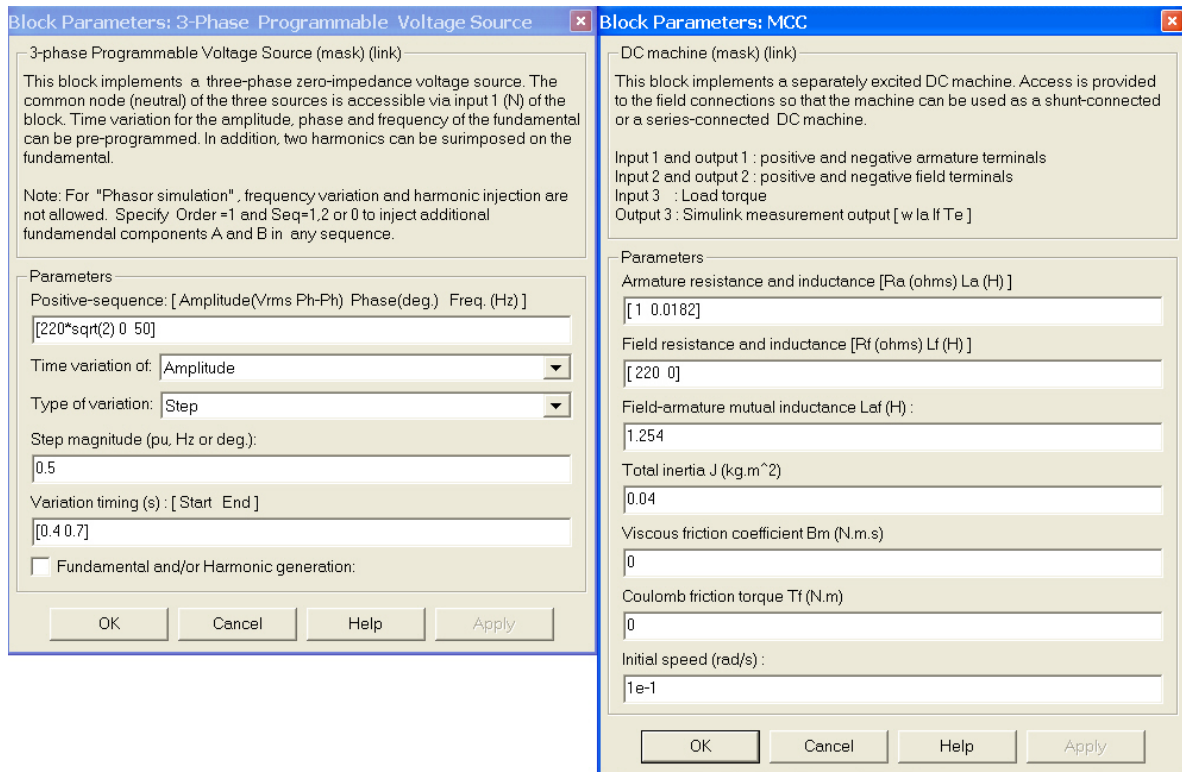 Block Parameters: 3-Phase Programmable Voltage Source
3-phase Programmable Voltage Source (mask) (link)
This block implements a three-phase zero-impedance voltage source. The
common node (neutral) of the three sources is accessible via input 1 (N) of the
block. Time variation for the amplitude, phase and frequency of the fundamental
can be pre-programmed. In addition, two harmonics can be surimposed on the
fundamental.
Note: For "Phasor simulation", frequency variation and harmonic injection are
not allowed. Specify Order =1 and Seq=1,2 or 0 to inject additional
fundamendal components A and B in any sequence.
Parameters
Positive-sequence: [ Amplitude(Vrms Ph-Ph) Phase(deg.) Freq. (Hz) ]
[220*sqrt(2) 0 50]
Time variation of: Amplitude
Type of variation: Step
Step magnitude (pu, Hz or deg.):
0.5
Variation timing (s) : [ Start End ]
[0.4 0.7]
Fundamental and/or Harmonic generation:
OK Cancel Help Apply
Block Parameters: MCC
DC machine (mask) (link)
This block implements a separately excited DC machine. Access is provided
to the field connections so that the machine can be used as a shunt-connected
or a series-connected DC machine.
Input 1 and output 1 : positive and negative armature terminals
Input 2 and output 2 : positive and negative field terminals
Input 3 : Load torque
Output 3 : Simulink measurement output [ w Ia If Te ]
Parameters
Armature resistance and inductance [Ra (ohms) La (H) ]
[ 1 0.0182]
Field resistance and inductance [Rf (ohms) Lf (H) ]
[ 220 0]
Field-armature mutual inductance Laf (H) :
1.254
Total inertia J (kg.m^2)
0.04
Viscous friction coefficient Bm (N.m.s)
0
Coulomb friction torque Tf (N.m)
0
Initial speed (rad/s) :
1e-1
OK Cancel Help Apply